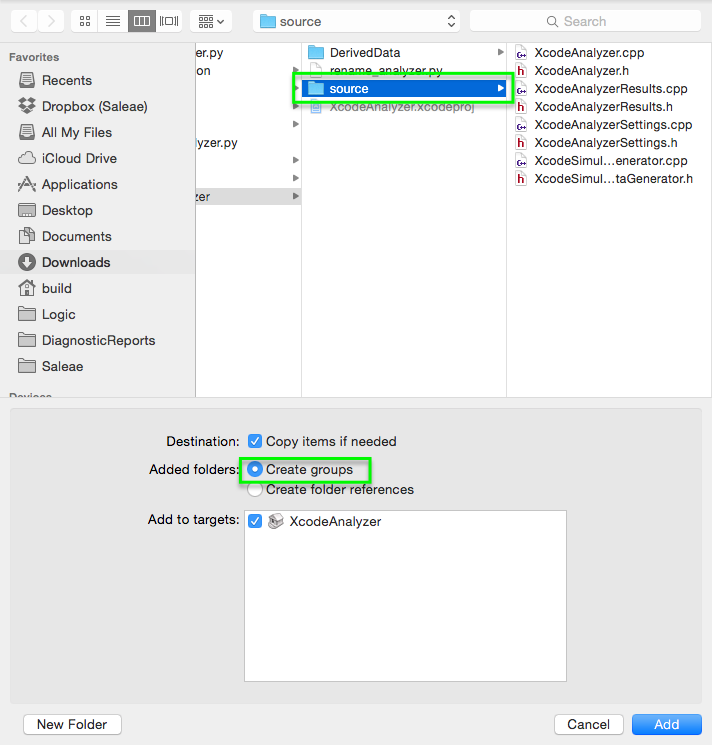 source
Search
Favorites
Recents
Dropbox (Saleae)
All My Files
iCloud Drive
Applications
Desktop
Documents
Downloads
build
Logic
DiagnosticReports
Saleae
Devices
er.py
on
lyzer.py
zer
DerivedData
rename_analyzer.py
source
XcodeAnalyzer.xcodeproj
XcodeAnalyzer.cpp
XcodeAnalyzer.h
XcodeAnalyzerResults.cpp
XcodeAnalyzerResults.h
XcodeAnalyzerSettings.cpp
XcodeAnalyzerSettings.h
XcodeSimul...enerator.cpp
XcodeSimul...taGenerator.h
Destination: Copy items if needed
Added folders: Create groups
Create folder references
Add to targets: XcodeAnalyzer
New Folder
Cancel
Add